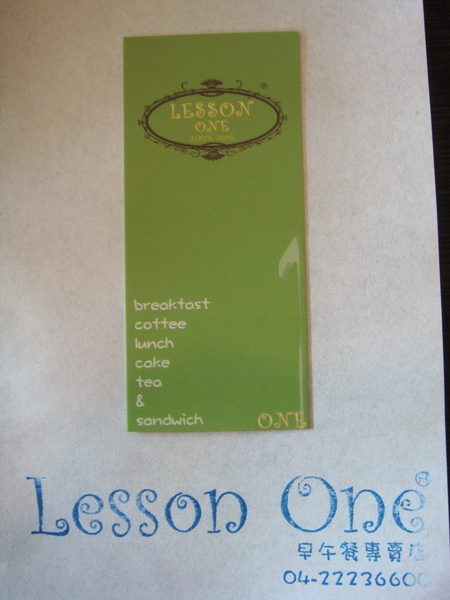 LESSON
ONE
breakfast
coffee
lunch
cake
tea
&
sandwich
ONE
Lesson One®
早午餐專賣店
04-22236600